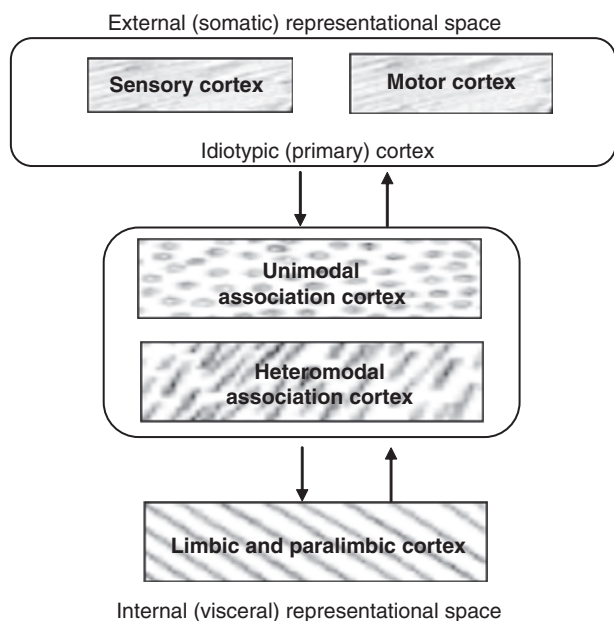 External (somatic) representational space
Sensory cortex
Motor cortex
Idiotypic (primary) cortex
Unimodal
association cortex
Heteromodal
association cortex
Limbic and paralimbic cortex
Internal (visceral) representational space